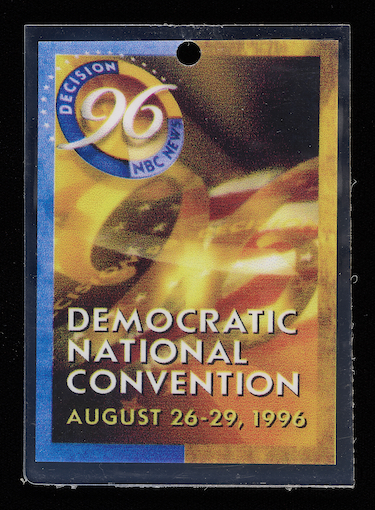 DECISION
96
NBC NEWS
DEMOCRATIC
NATIONAL
CONVENTION
AUGUST 26-29, 1996